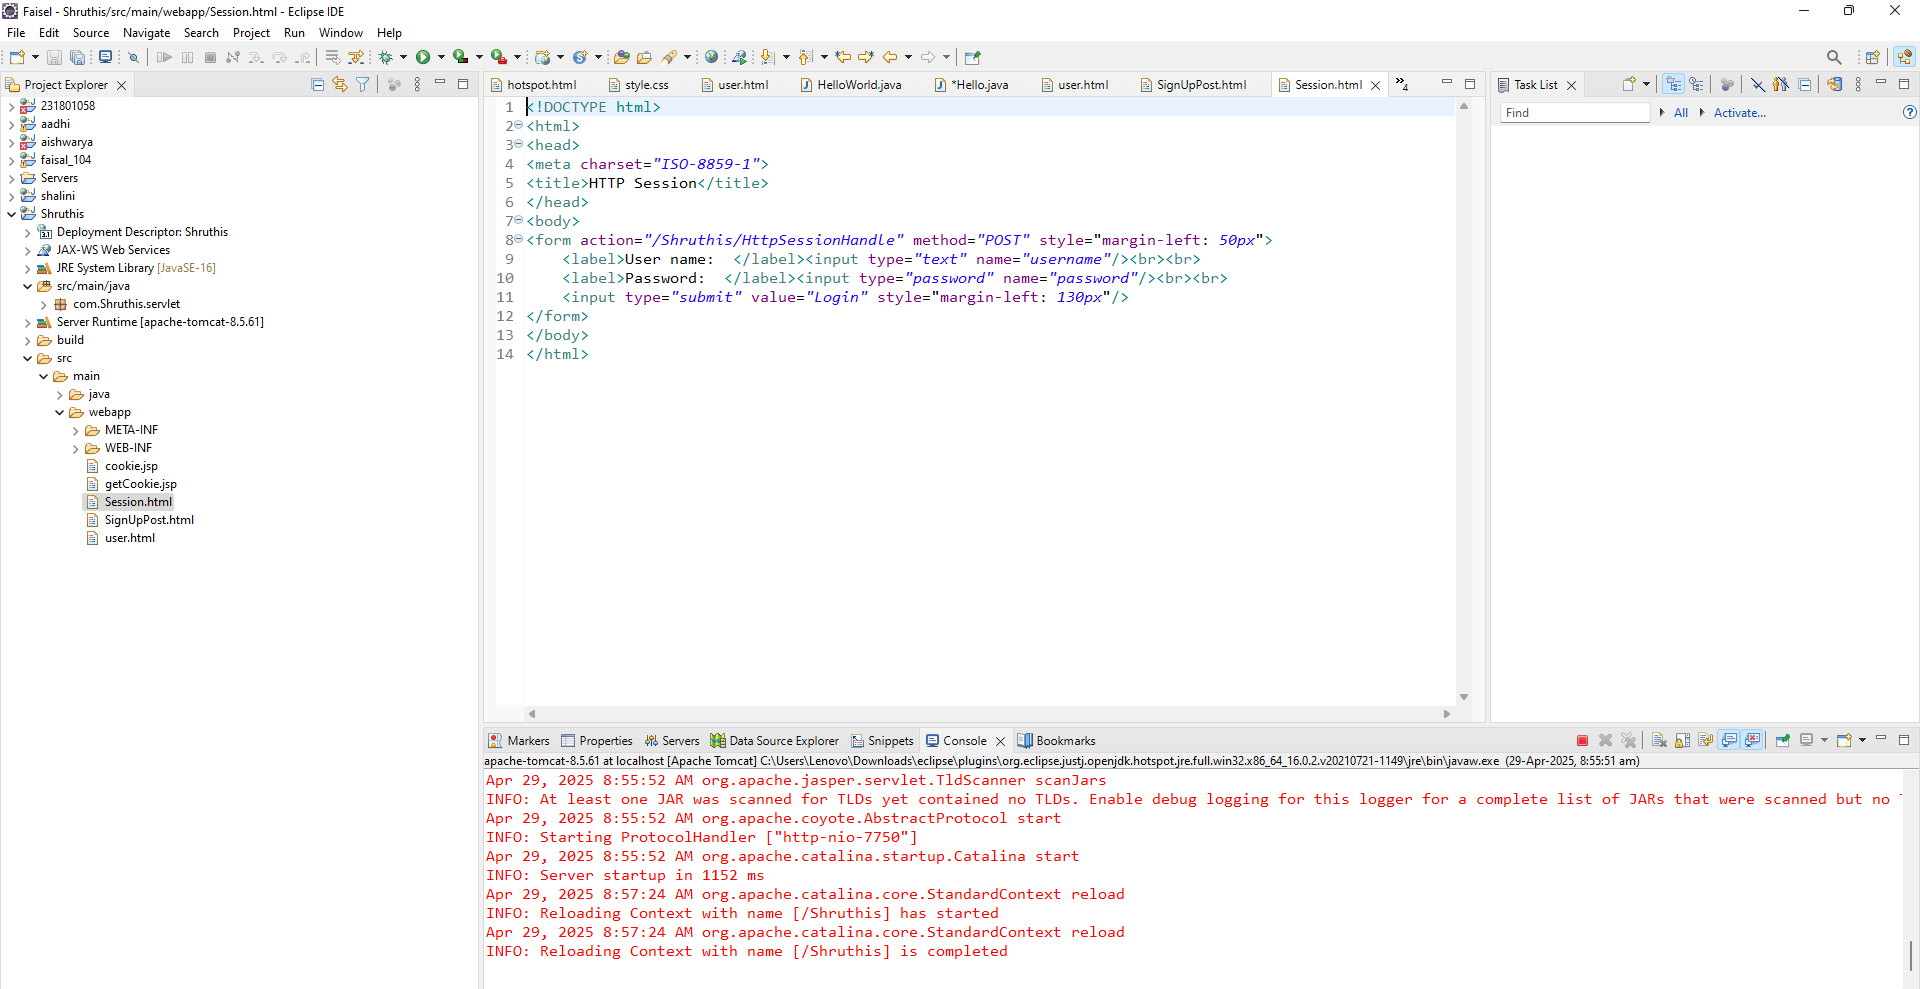 Faisel - Shruthis/src/main/webapp/Session.html - Eclipse IDE
File Edit Source Navigate Search Project Run Window Help
Project Explorer
231801058
aadhi
aishwarya
faisal_104
Servers
shalini
Shruthis
Deployment Descriptor: Shruthis
JAX-WS Web Services
JRE System Library [JavaSE-16]
src/main/java
com.Shruthis.servlet
Server Runtime [apache-tomcat-8.5.61]
build
src
main
java
webapp
META-INF
WEB-INF
cookie.jsp
getCookie.jsp
Session.html
SignUpPost.html
user.html
hotspot.html style.css user.html HelloWorld.java *Hello.java user.html SignUpPost.html Session.html »4
1 <!DOCTYPE html>
2 <html>
3 <head>
4 <meta charset="ISO-8859-1">
5 <title>HTTP Session</title>
6 </head>
7 <body>
8 <form action="/Shruthis/HttpSessionHandle" method="POST" style="margin-left: 50px">
9     <label>User name:  </label><input type="text" name="username"/><br><br>
10     <label>Password:  </label><input type="password" name="password"/><br><br>
11     <input type="submit" value="Login" style="margin-left: 130px"/>
12 </form>
13 </body>
14 </html>
Task List
Find All Activate...
Markers Properties Servers Data Source Explorer Snippets Console Bookmarks
apache-tomcat-8.5.61 at localhost [Apache Tomcat] C:\Users\Lenovo\Downloads\eclipse\plugins\org.eclipse.justj.openjdk.hotspot.jre.full.win32.x86_64_16.0.2.v20210721-1149\jre\bin\javaw.exe (29-Apr-2025, 8:55:51 am)
Apr 29, 2025 8:55:52 AM org.apache.jasper.servlet.TldScanner scanJars
INFO: At least one JAR was scanned for TLDs yet contained no TLDs. Enable debug logging for this logger for a complete list of JARs that were scanned but no
Apr 29, 2025 8:55:52 AM org.apache.coyote.AbstractProtocol start
INFO: Starting ProtocolHandler ["http-nio-7750"]
Apr 29, 2025 8:55:52 AM org.apache.catalina.startup.Catalina start
INFO: Server startup in 1152 ms
Apr 29, 2025 8:57:24 AM org.apache.catalina.core.StandardContext reload
INFO: Reloading Context with name [/Shruthis] has started
Apr 29, 2025 8:57:24 AM org.apache.catalina.core.StandardContext reload
INFO: Reloading Context with name [/Shruthis] is completed